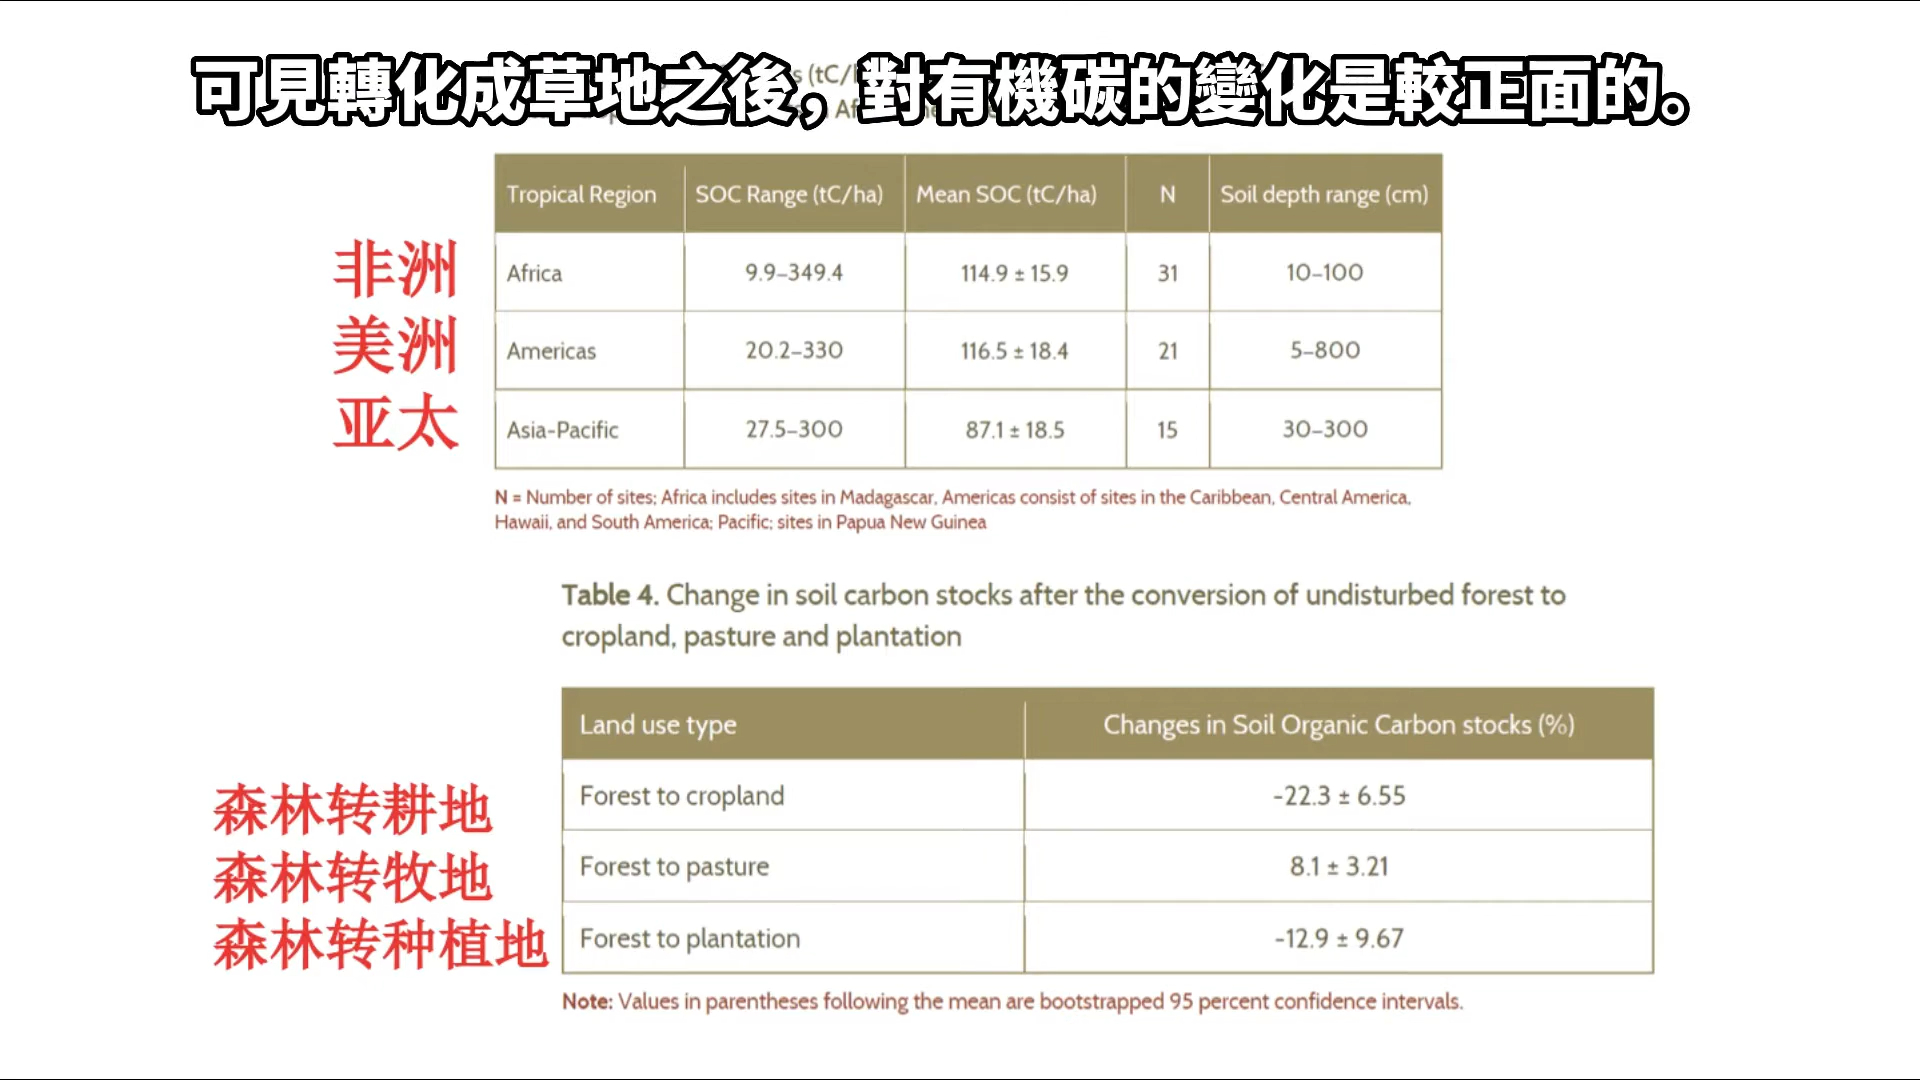 可見轉化成草地之後，對有機碳的變化是較正面的。
Tropical Region SOC Range (tC/ha) Mean SOC (tC/ha) N Soil depth range (cm)
非洲 Africa 9.9–349.4 114.9 ± 15.9 31 10–100
美洲 Americas 20.2–330 116.5 ± 18.4 21 5–800
亚太 Asia-Pacific 27.5–300 87.1 ± 18.5 15 30–300
N = Number of sites; Africa includes sites in Madagascar, Americas consist of sites in the Caribbean, Central America,
Hawaii, and South America; Pacific; sites in Papua New Guinea
Table 4. Change in soil carbon stocks after the conversion of undisturbed forest to
cropland, pasture and plantation
Land use type Changes in Soil Organic Carbon stocks (%)
森林转耕地 Forest to cropland -22.3 ± 6.55
森林转牧地 Forest to pasture 8.1 ± 3.21
森林转种植地 Forest to plantation -12.9 ± 9.67
Note: Values in parentheses following the mean are bootstrapped 95 percent confidence intervals.